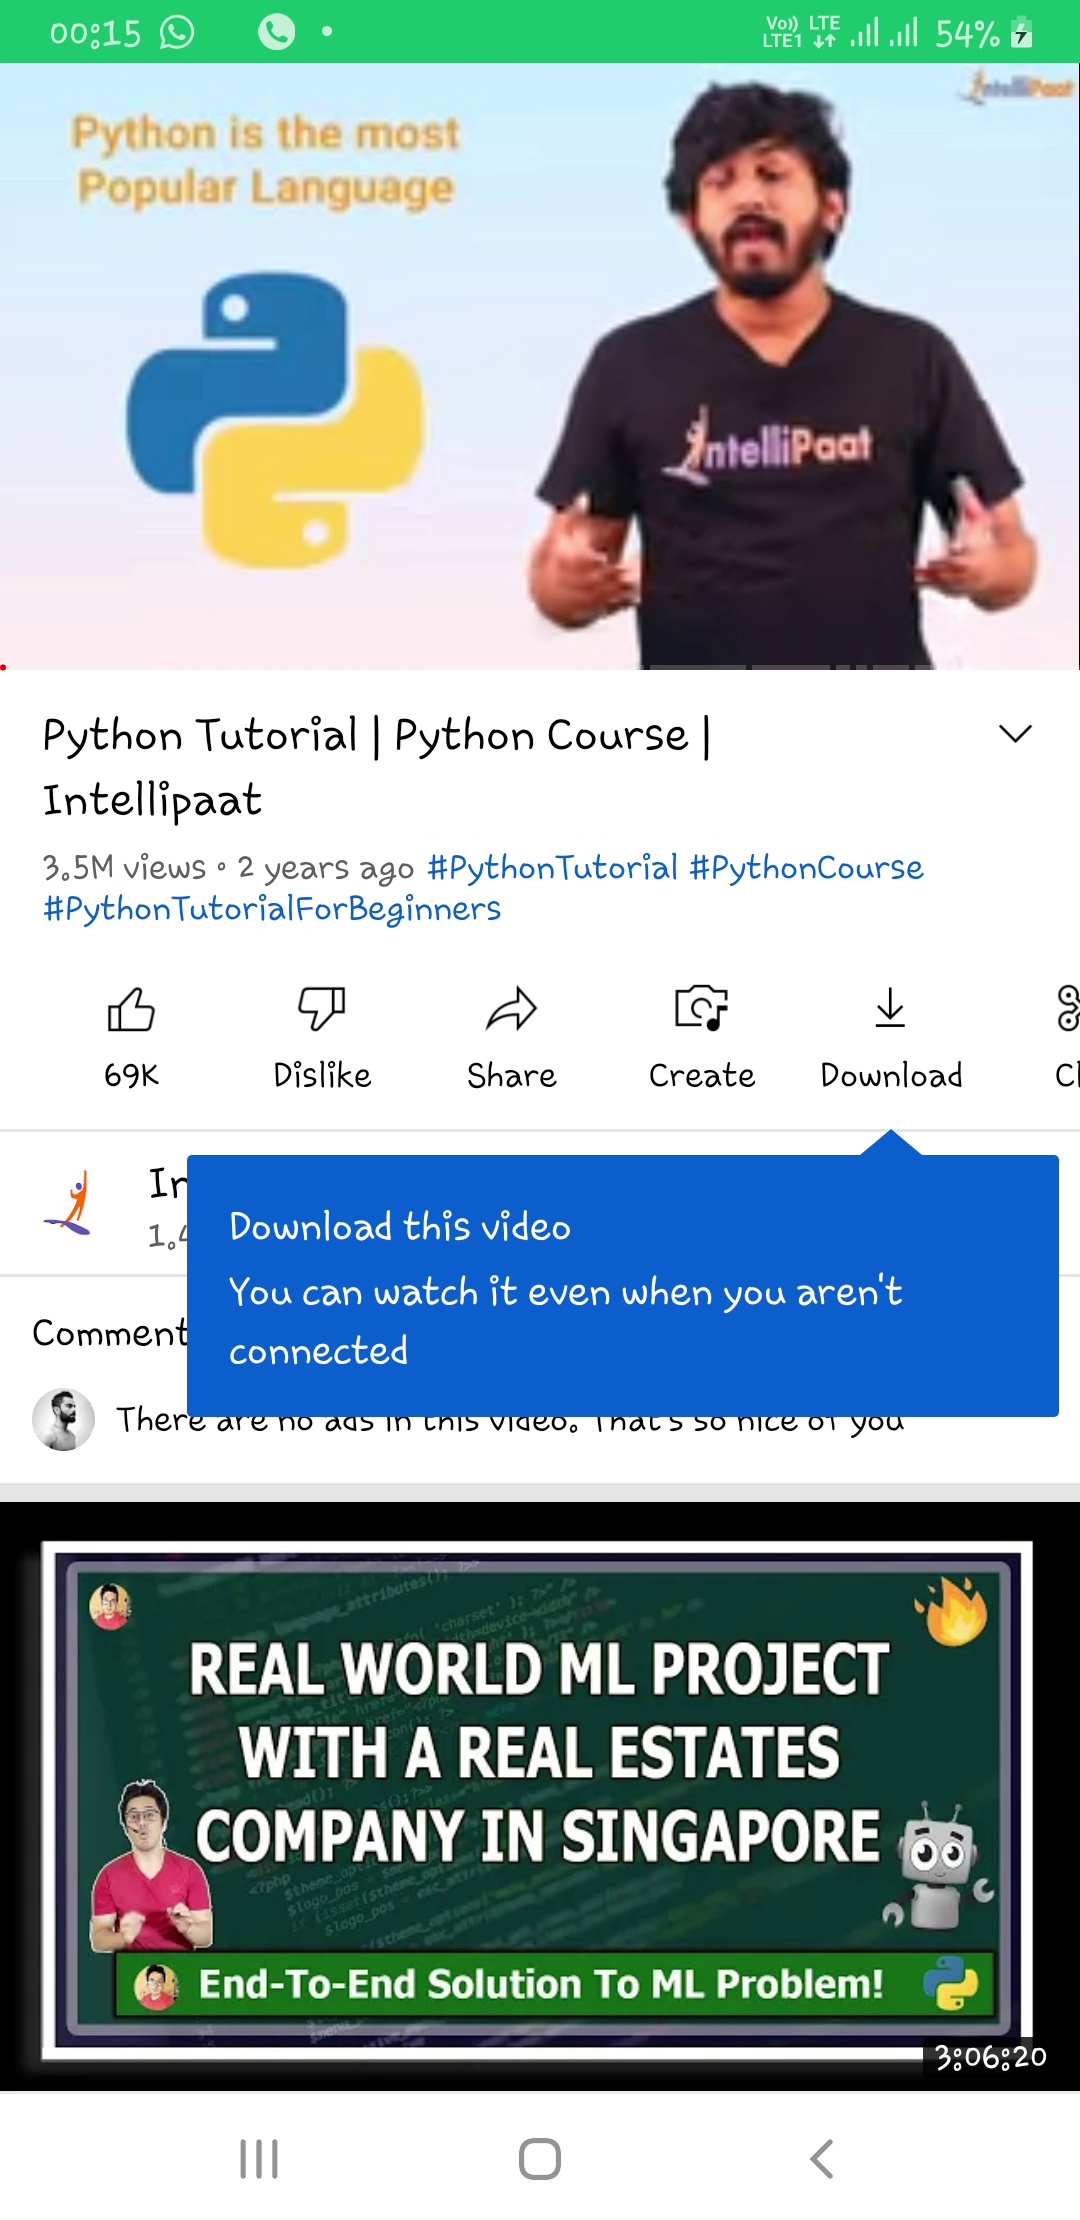 00:15
Vo)) LTE
LTE1
54%
IntelliPaat
Python is the most
Popular Language
IntelliPaat
Python Tutorial | Python Course |
Intellipaat
3.5M views • 2 years ago #PythonTutorial #PythonCourse
#PythonTutorialForBeginners
69K
Dislike
Share
Create
Download
Download this video
You can watch it even when you aren't
connected
Comment
There are no ads in this video. That's so nice of you
REAL WORLD ML PROJECT
WITH A REAL ESTATES
COMPANY IN SINGAPORE
End-To-End Solution To ML Problem!
3:06:20